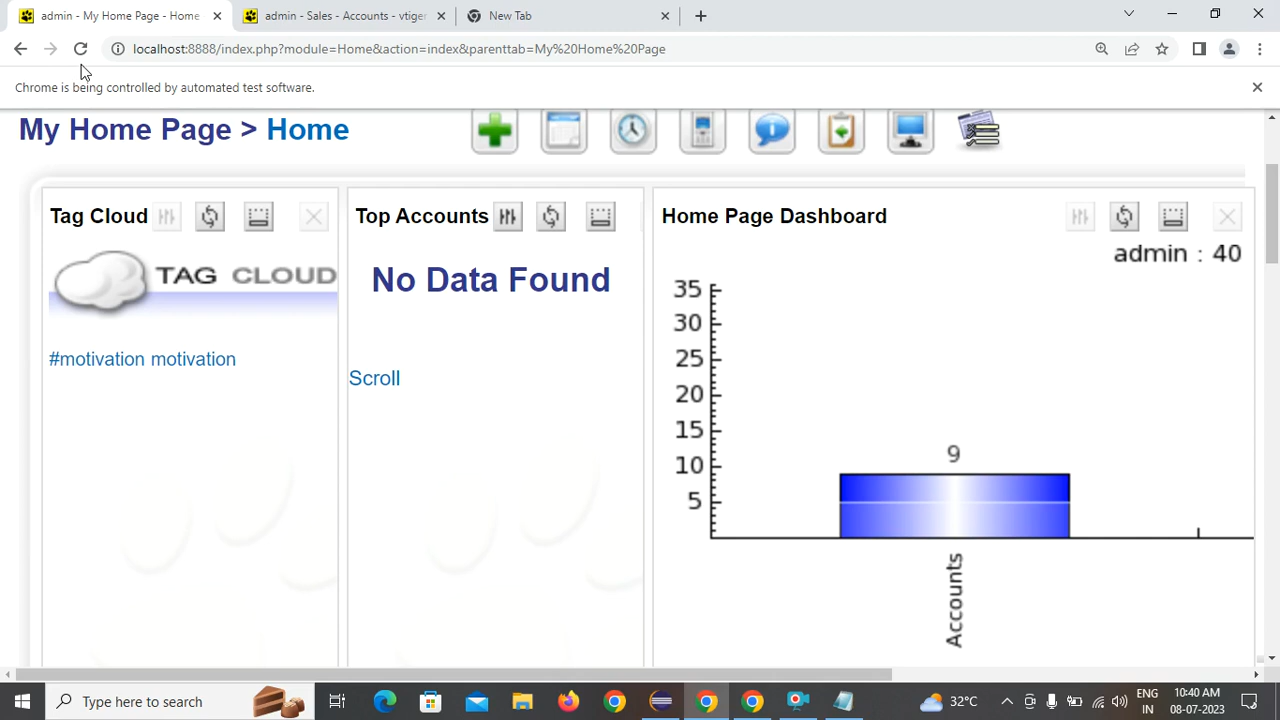 admin - My Home Page - Home
admin - Sales - Accounts - vtiger
New Tab
localhost:8888/index.php?module=Home&action=index&parenttab=My%20Home%20Page
Chrome is being controlled by automated test software.
My Home Page > Home
Tag Cloud
Top Accounts
Home Page Dashboard
TAG CLOUD
#motivation motivation
No Data Found
Scroll
admin : 40
35
30
25
20
15
10
5
9
Accounts
Type here to search
32°C
ENG
IN
10:40 AM
08-07-2023